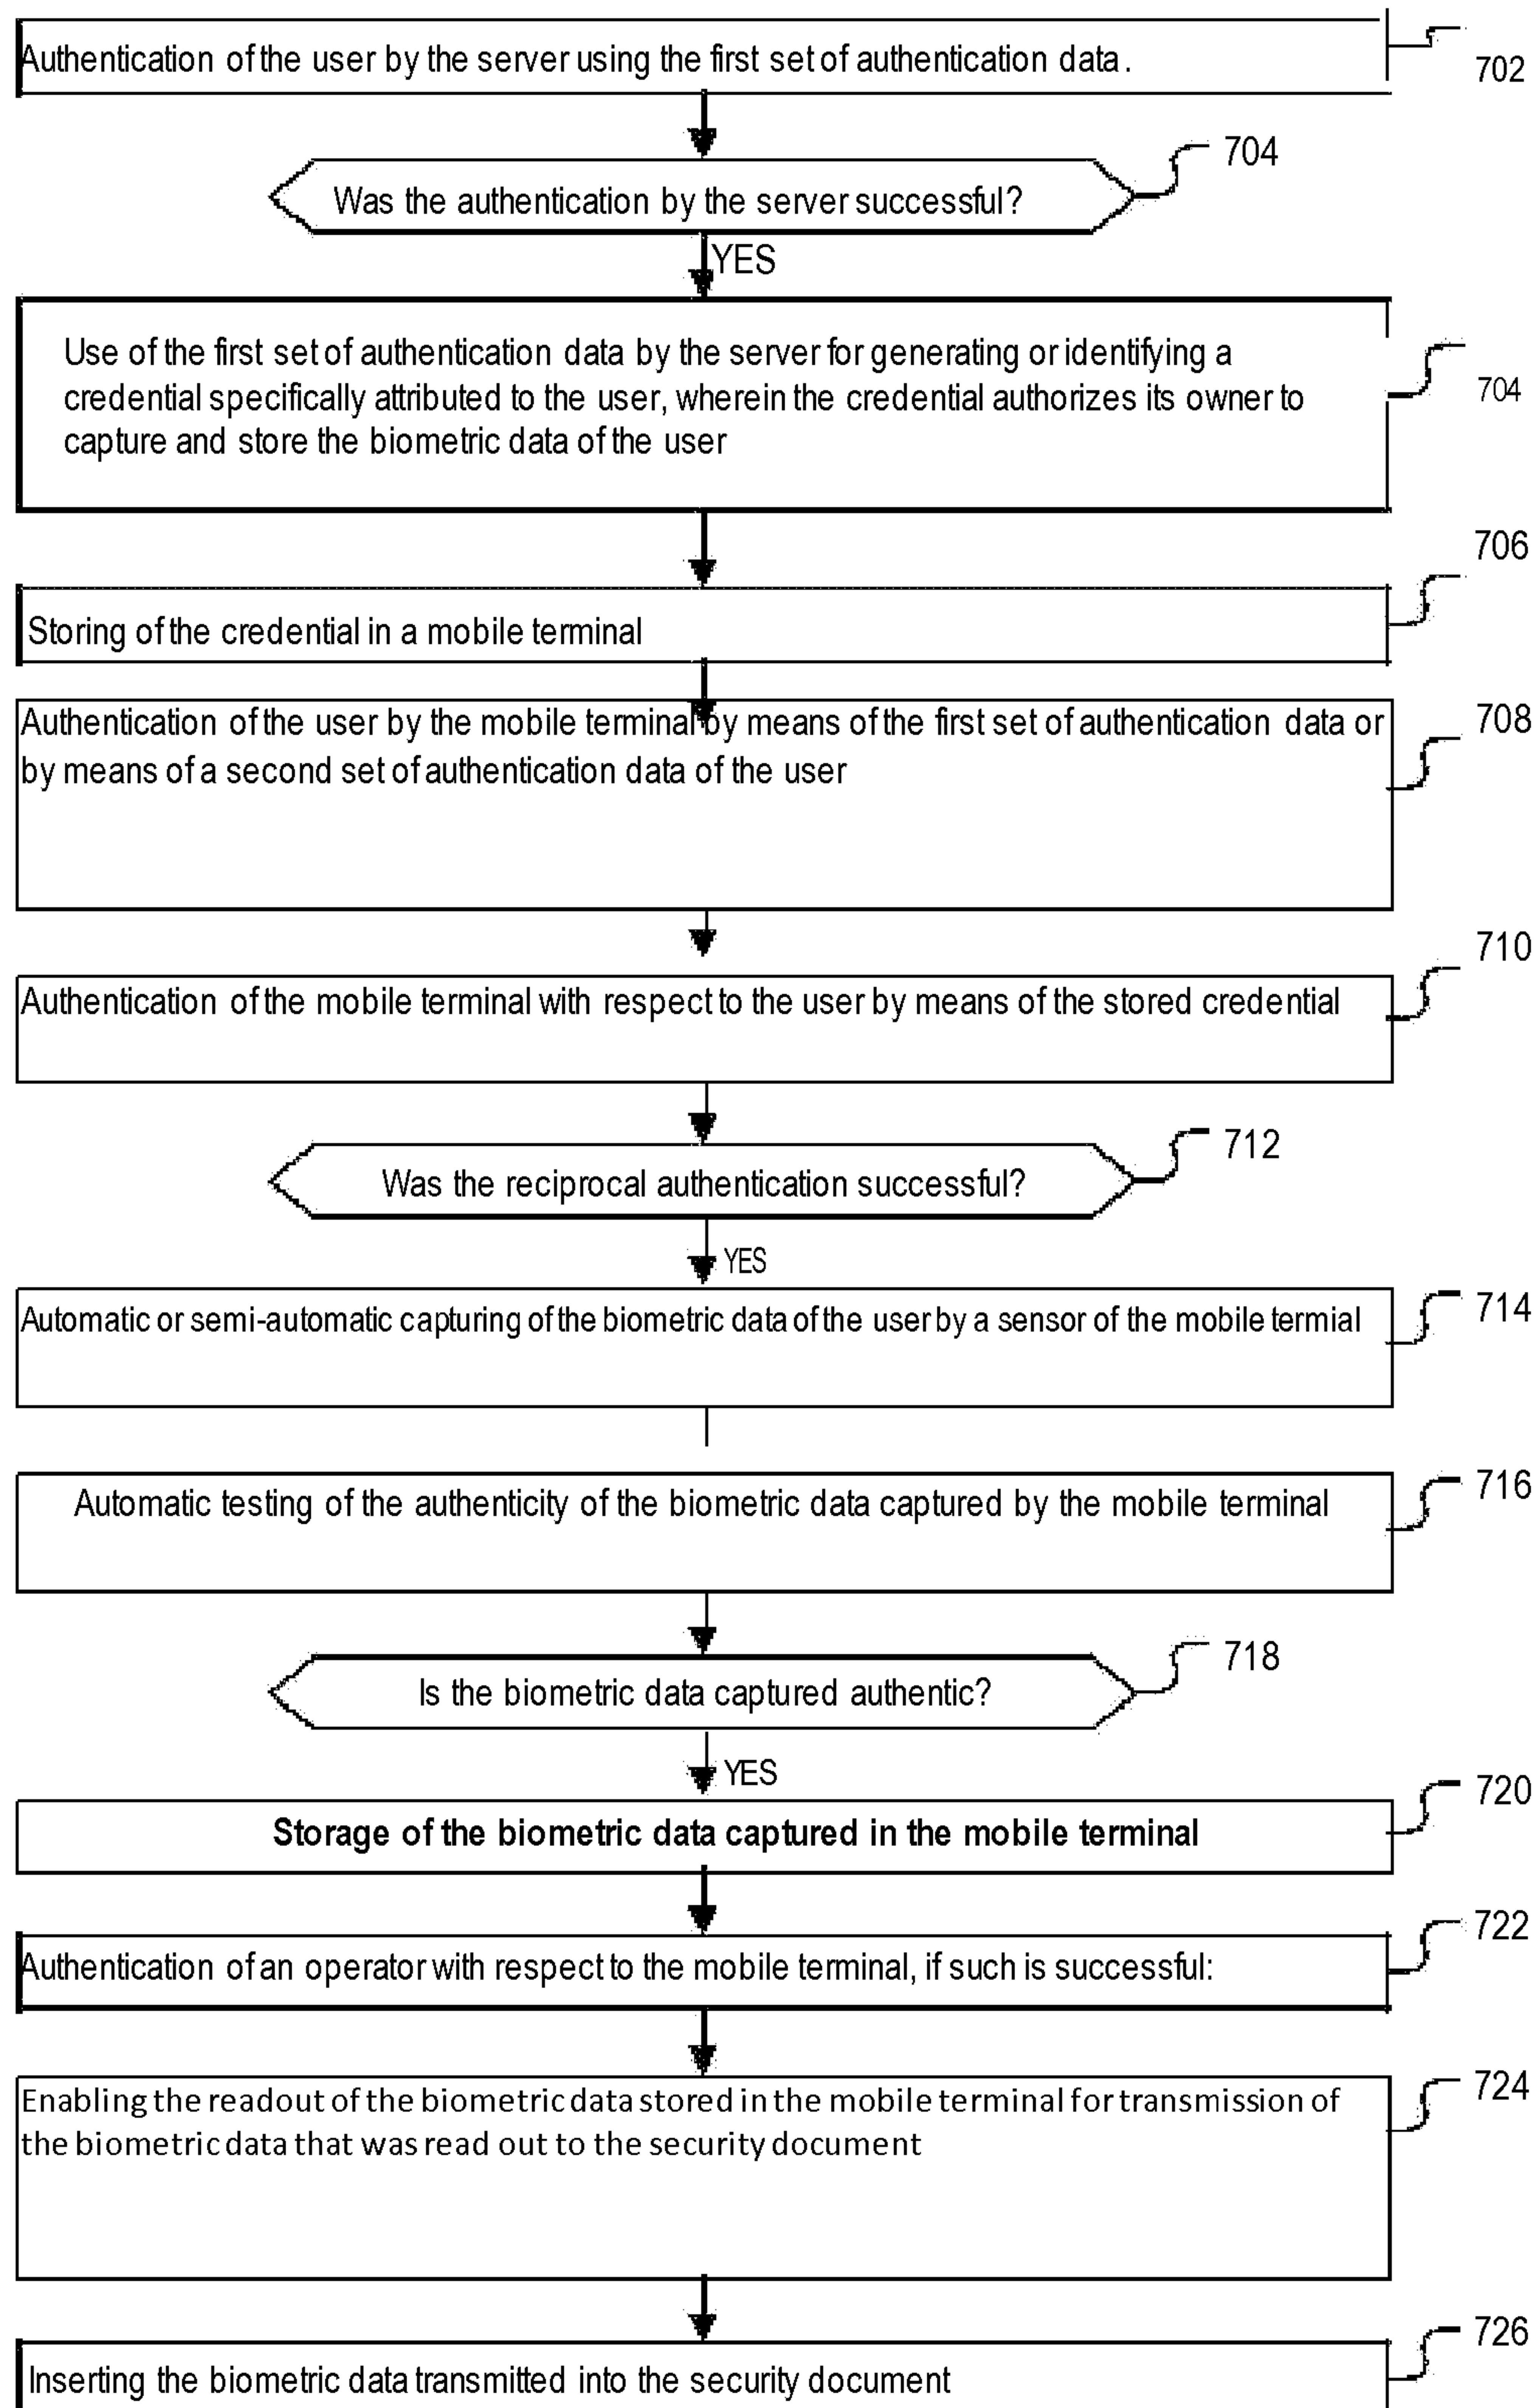 Authentication of the user by the server using the first set of authentication data.
702
704
Was the authentication by the server successful?
YES
Use of the first set of authentication data by the server for generating or identifying a
credential specifically attributed to the user, wherein the credential authorizes its owner to
capture and store the biometric data of the user
704
706
Storing of the credential in a mobile terminal
Authentication of the user by the mobile terminal by means of the first set of authentication data or
by means of a second set of authentication data of the user
708
710
Authentication of the mobile terminal with respect to the user by means of the stored credential
712
Was the reciprocal authentication successful?
YES
Automatic or semi-automatic capturing of the biometric data of the user by a sensor of the mobile termial
714
Automatic testing of the authenticity of the biometric data captured by the mobile terminal
716
718
Is the biometric data captured authentic?
YES
720
Storage of the biometric data captured in the mobile terminal
722
Authentication of an operator with respect to the mobile terminal, if such is successful:
724
Enabling the readout of the biometric data stored in the mobile terminal for transmission of
the biometric data that was read out to the security document
726
Inserting the biometric data transmitted into the security document